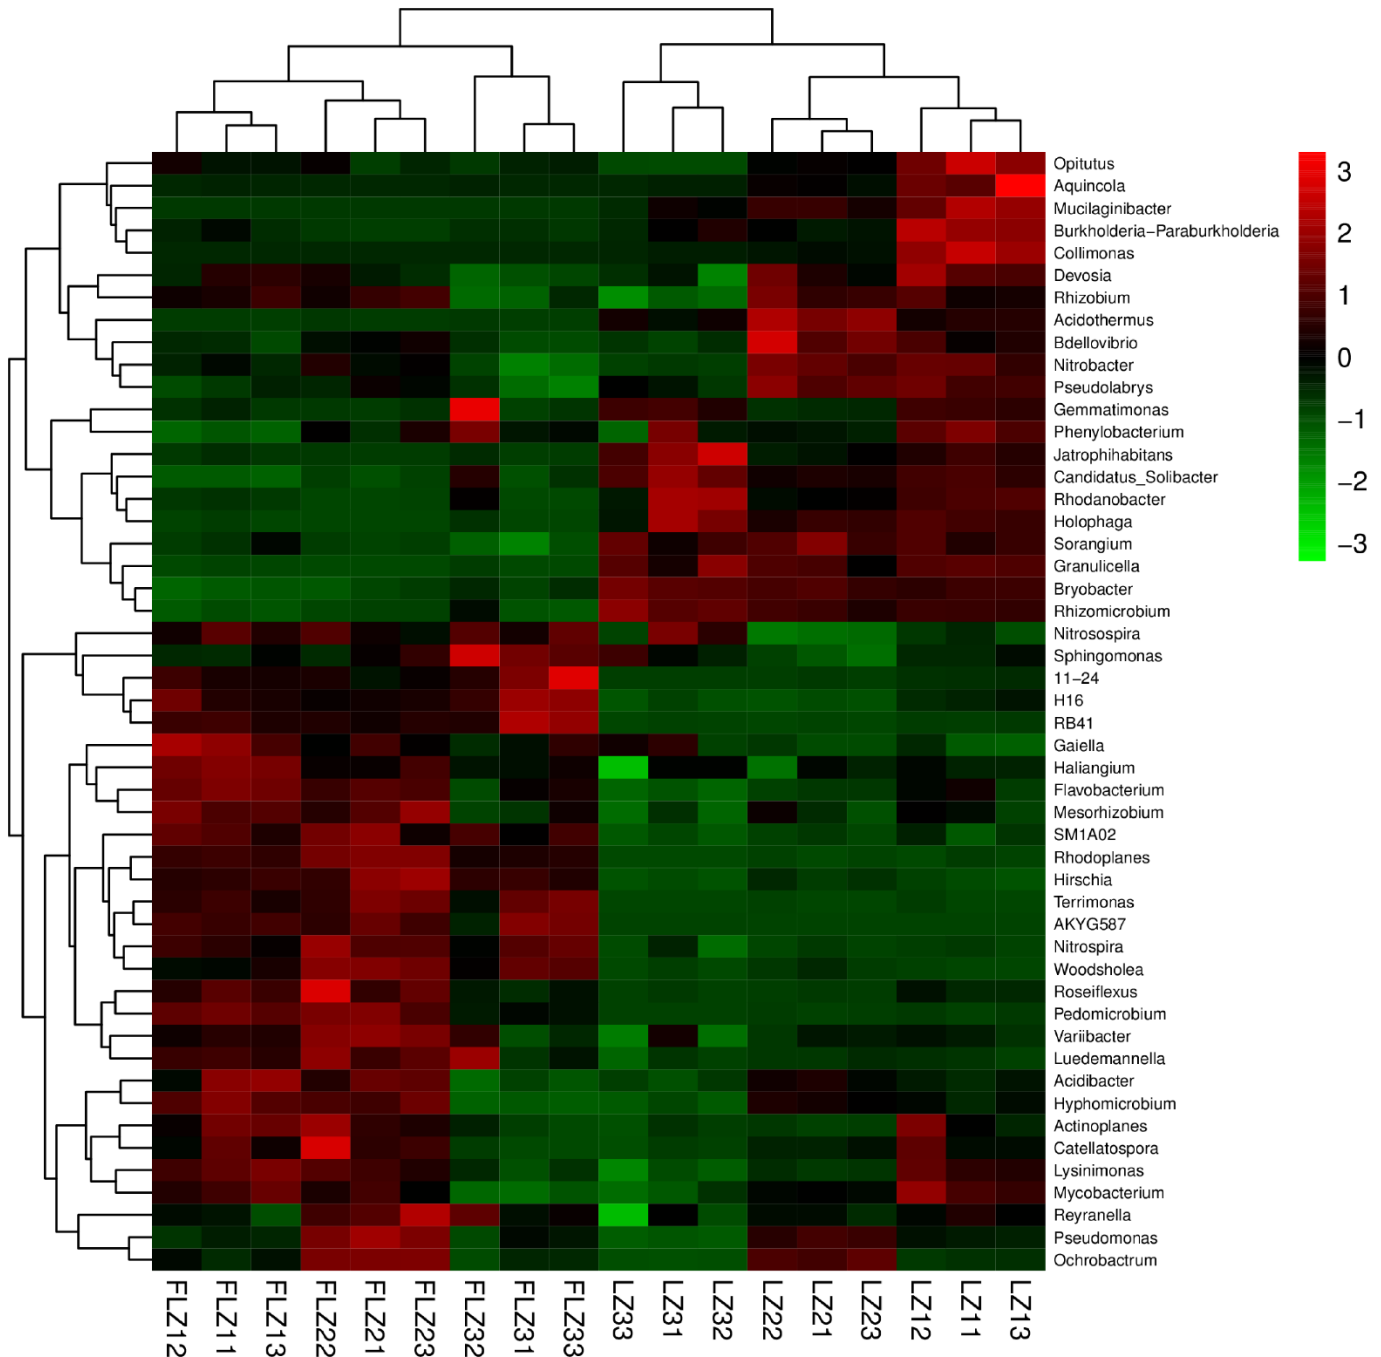 Opitutus
Aquincola
Mucilaginibacter
Burkholderia−Paraburkholderia
Collimonas
Devosia
Rhizobium
Acidothermus
Bdellovibrio
Nitrobacter
Pseudolabrys
Gemmatimonas
Phenylobacterium
Jatrophihabitans
Candidatus_Solibacter
Rhodanobacter
Holophaga
Sorangium
Granulicella
Bryobacter
Rhizomicrobium
Nitrosospira
Sphingomonas
11−24
H16
RB41
Gaiella
Haliangium
Flavobacterium
Mesorhizobium
SM1A02
Rhodoplanes
Hirschia
Terrimonas
AKYG587
Nitrospira
Woodsholea
Roseiflexus
Pedomicrobium
Variibacter
Luedemannella
Acidibacter
Hyphomicrobium
Actinoplanes
Catellatospora
Lysinimonas
Mycobacterium
Reyranella
Pseudomonas
Ochrobactrum
3
2
1
0
−1
−2
−3
FLZ12
FLZ11
FLZ13
FLZ22
FLZ21
FLZ23
FLZ32
FLZ31
FLZ33
LZ33
LZ31
LZ32
LZ22
LZ21
LZ23
LZ12
LZ11
LZ13